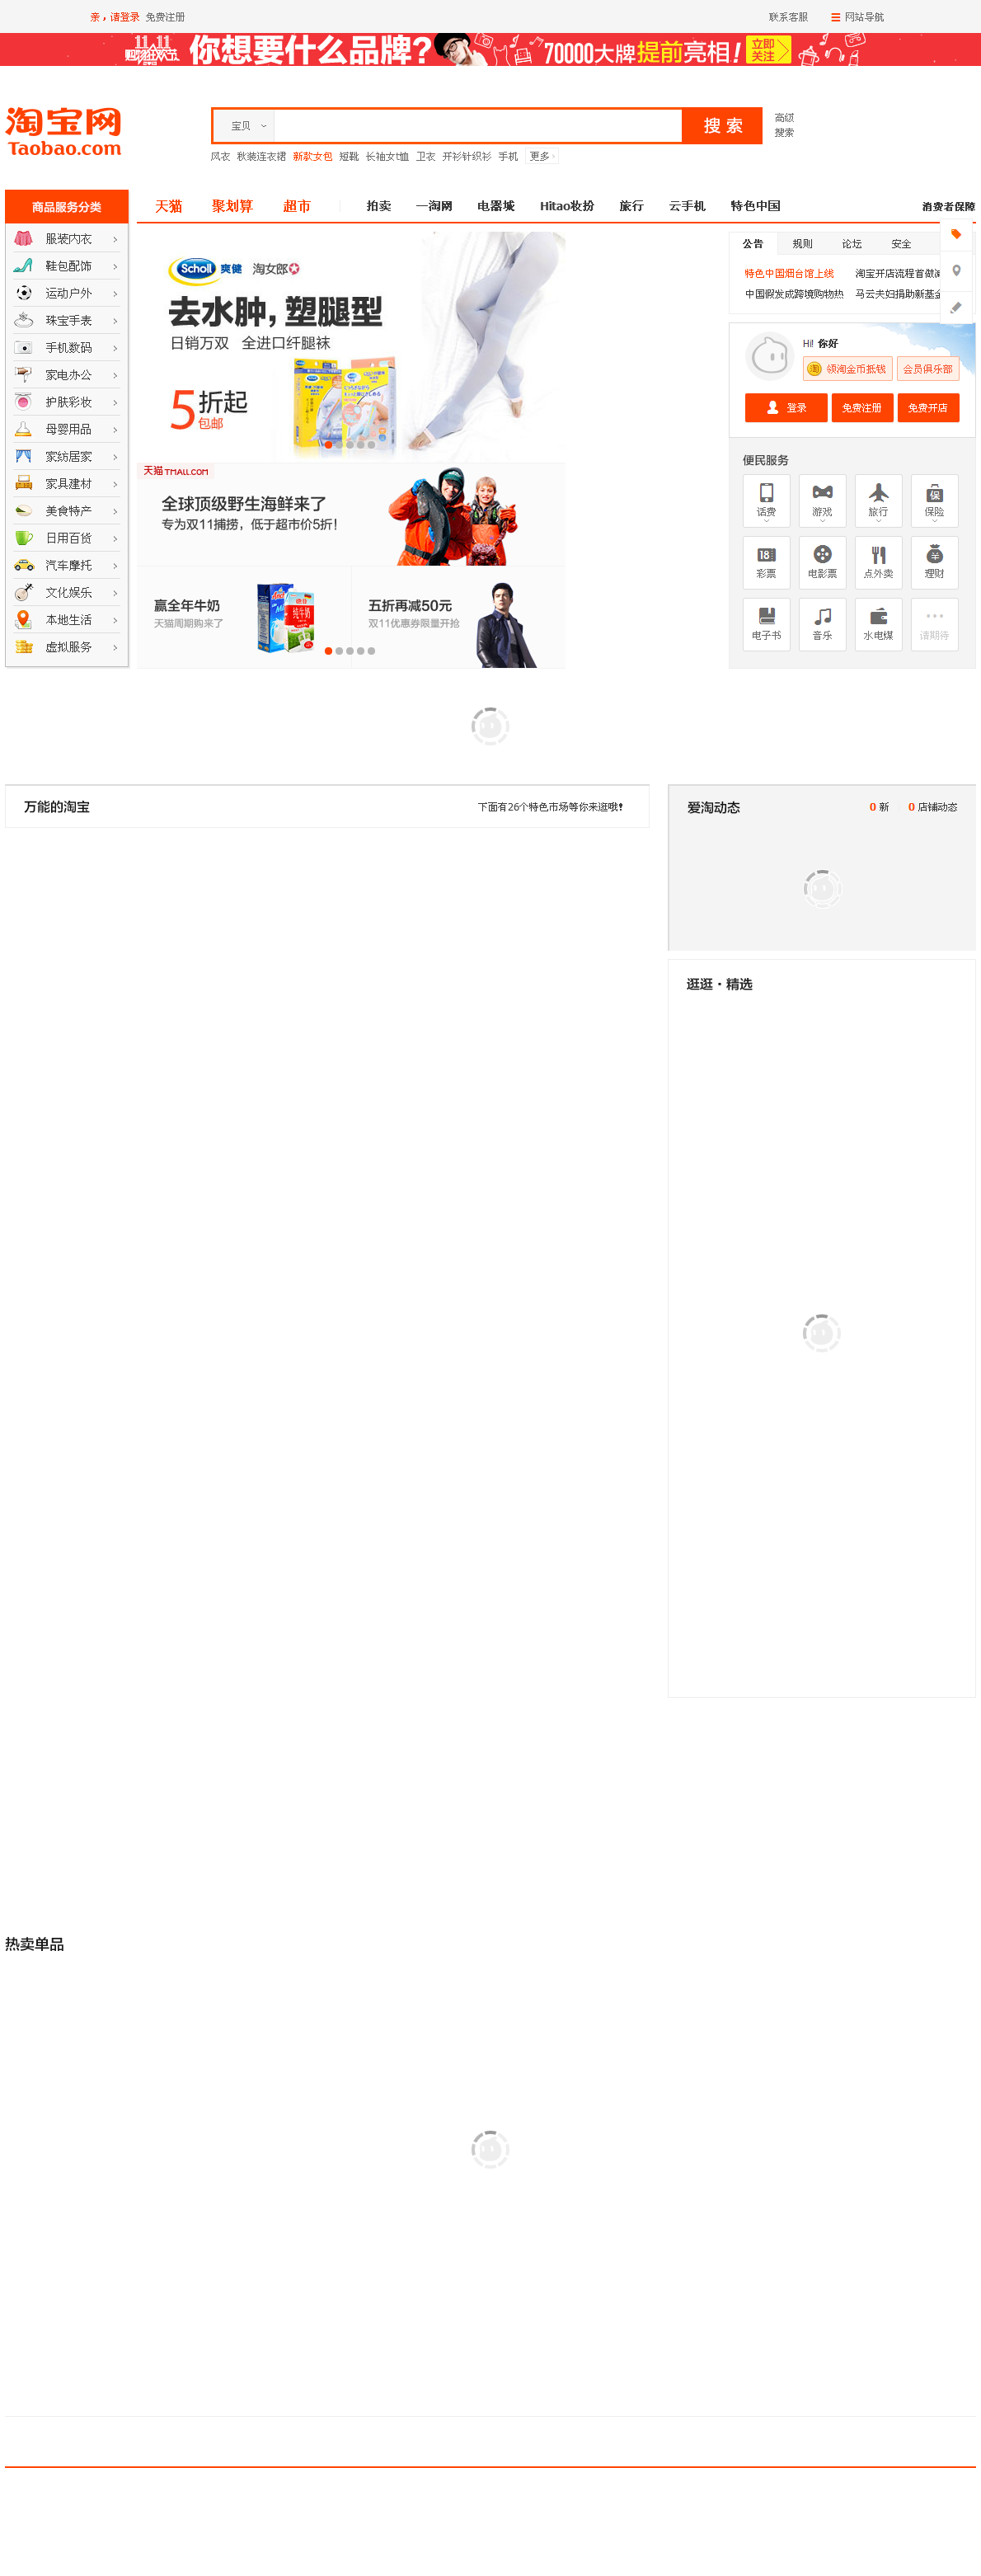 亲，请登录 免费注册 联系客服 网站导航
11.11
购物狂欢节
你想要什么品牌？ 70000大牌提前亮相！ 立即关注
淘宝网
Taobao.com
宝贝 搜 索 高级搜索
风衣 秋装连衣裙 新款女包 短靴 长袖女t恤 卫衣 开衫针织衫 手机 更多
商品服务分类 天猫 聚划算 超市 拍卖 一淘网 电器城 Hitao妆扮 旅行 云手机 特色中国 消费者保障
服装内衣
鞋包配饰
运动户外
珠宝手表
手机数码
家电办公
护肤彩妆
母婴用品
家纺居家
家具建材
美食特产
日用百货
汽车摩托
文化娱乐
本地生活
虚拟服务
Scholl 爽健 淘女郎
去水肿，塑腿型
日销万双 全进口纤腿袜
5折起
包邮
天猫TMALL.COM
全球顶级野生海鲜来了
专为双11捕捞，低于超市价5折！
赢全年牛奶
天猫周期购来了
纯牛奶
五折再减50元
双11优惠券限量开抢
公告 规则 论坛 安全
特色中国烟台馆上线 淘宝开店流程首做
中国假发成跨境购物热 马云夫妇捐助新基金
Hi! 你好
淘 领淘金币抵钱 会员俱乐部
登录 免费注册 免费开店
便民服务
话费 游戏 旅行 保险
彩票 电影票 点外卖 理财
电子书 音乐 水电煤 请期待
万能的淘宝 下面有26个特色市场等你来逛哦！
爱淘动态 0 新 0 店铺动态
逛逛・精选
热卖单品